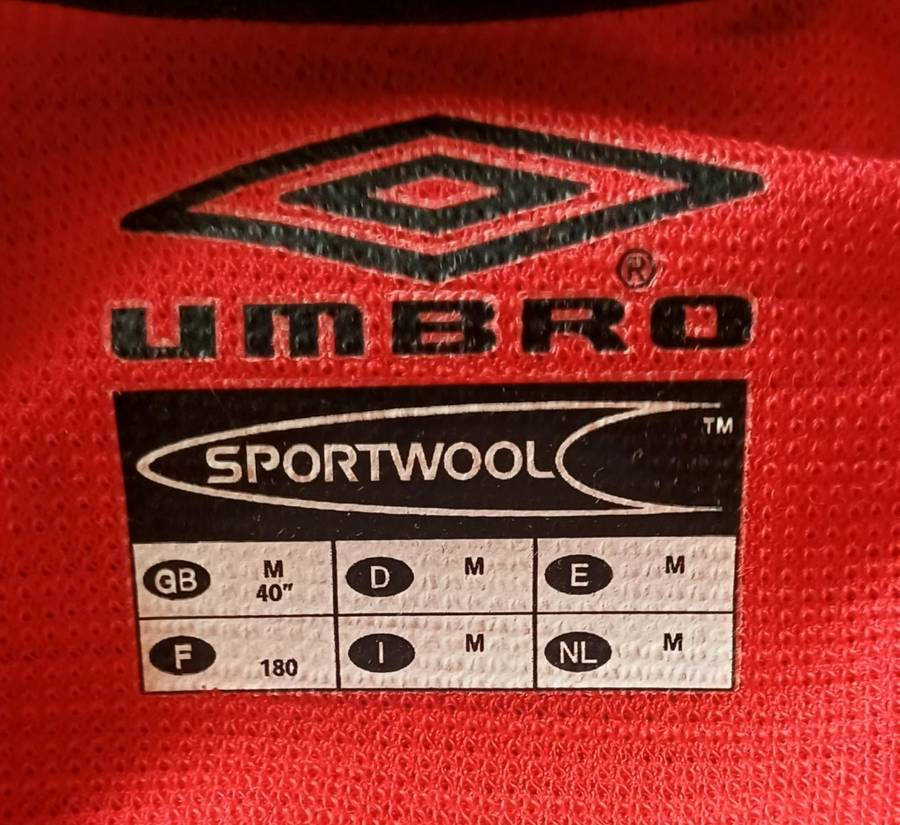 UMBRO®
SPORTWOOL™
GB M 40" D M E M
F 180 I M NL M